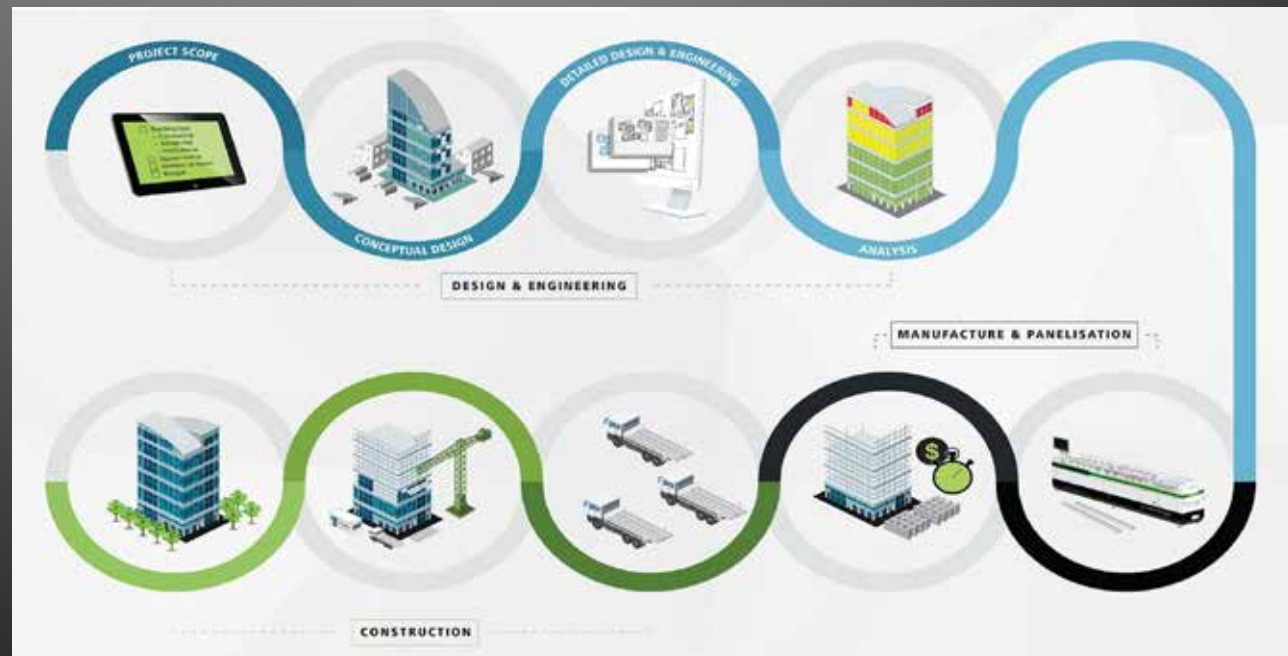 PROJECT SCOPE
CONCEPTUAL DESIGN
DETAILED DESIGN & ENGINEERING
ANALYSIS
DESIGN & ENGINEERING
MANUFACTURE & PANELISATION
$
CONSTRUCTION